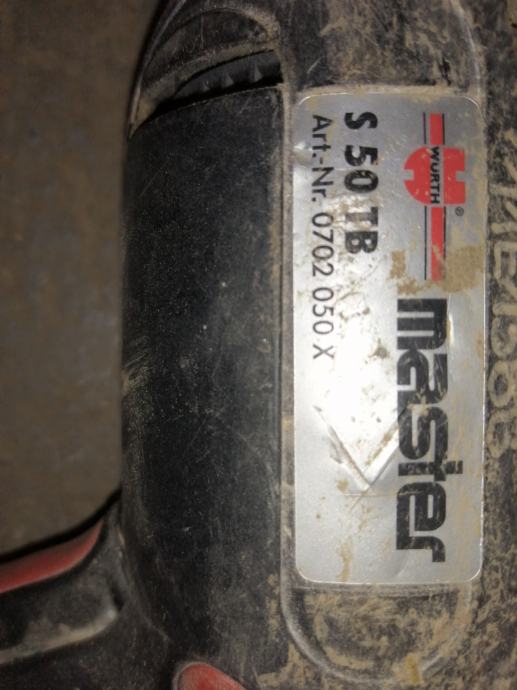 WÜRTH ®
master
S 50 TB
Art.-Nr. 0702 050 X